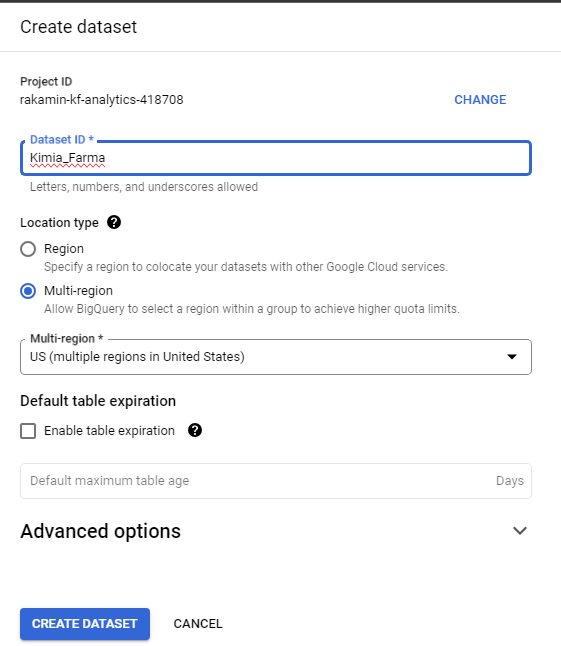 Create dataset
Project ID
rakamin-kf-analytics-418708
CHANGE
Dataset ID *
Kimia_Farma
Letters, numbers, and underscores allowed
Location type ?
Region
Specify a region to colocate your datasets with other Google Cloud services.
Multi-region
Allow BigQuery to select a region within a group to achieve higher quota limits.
Multi-region *
US (multiple regions in United States)
Default table expiration
Enable table expiration ?
Default maximum table age Days
Advanced options
CREATE DATASET CANCEL